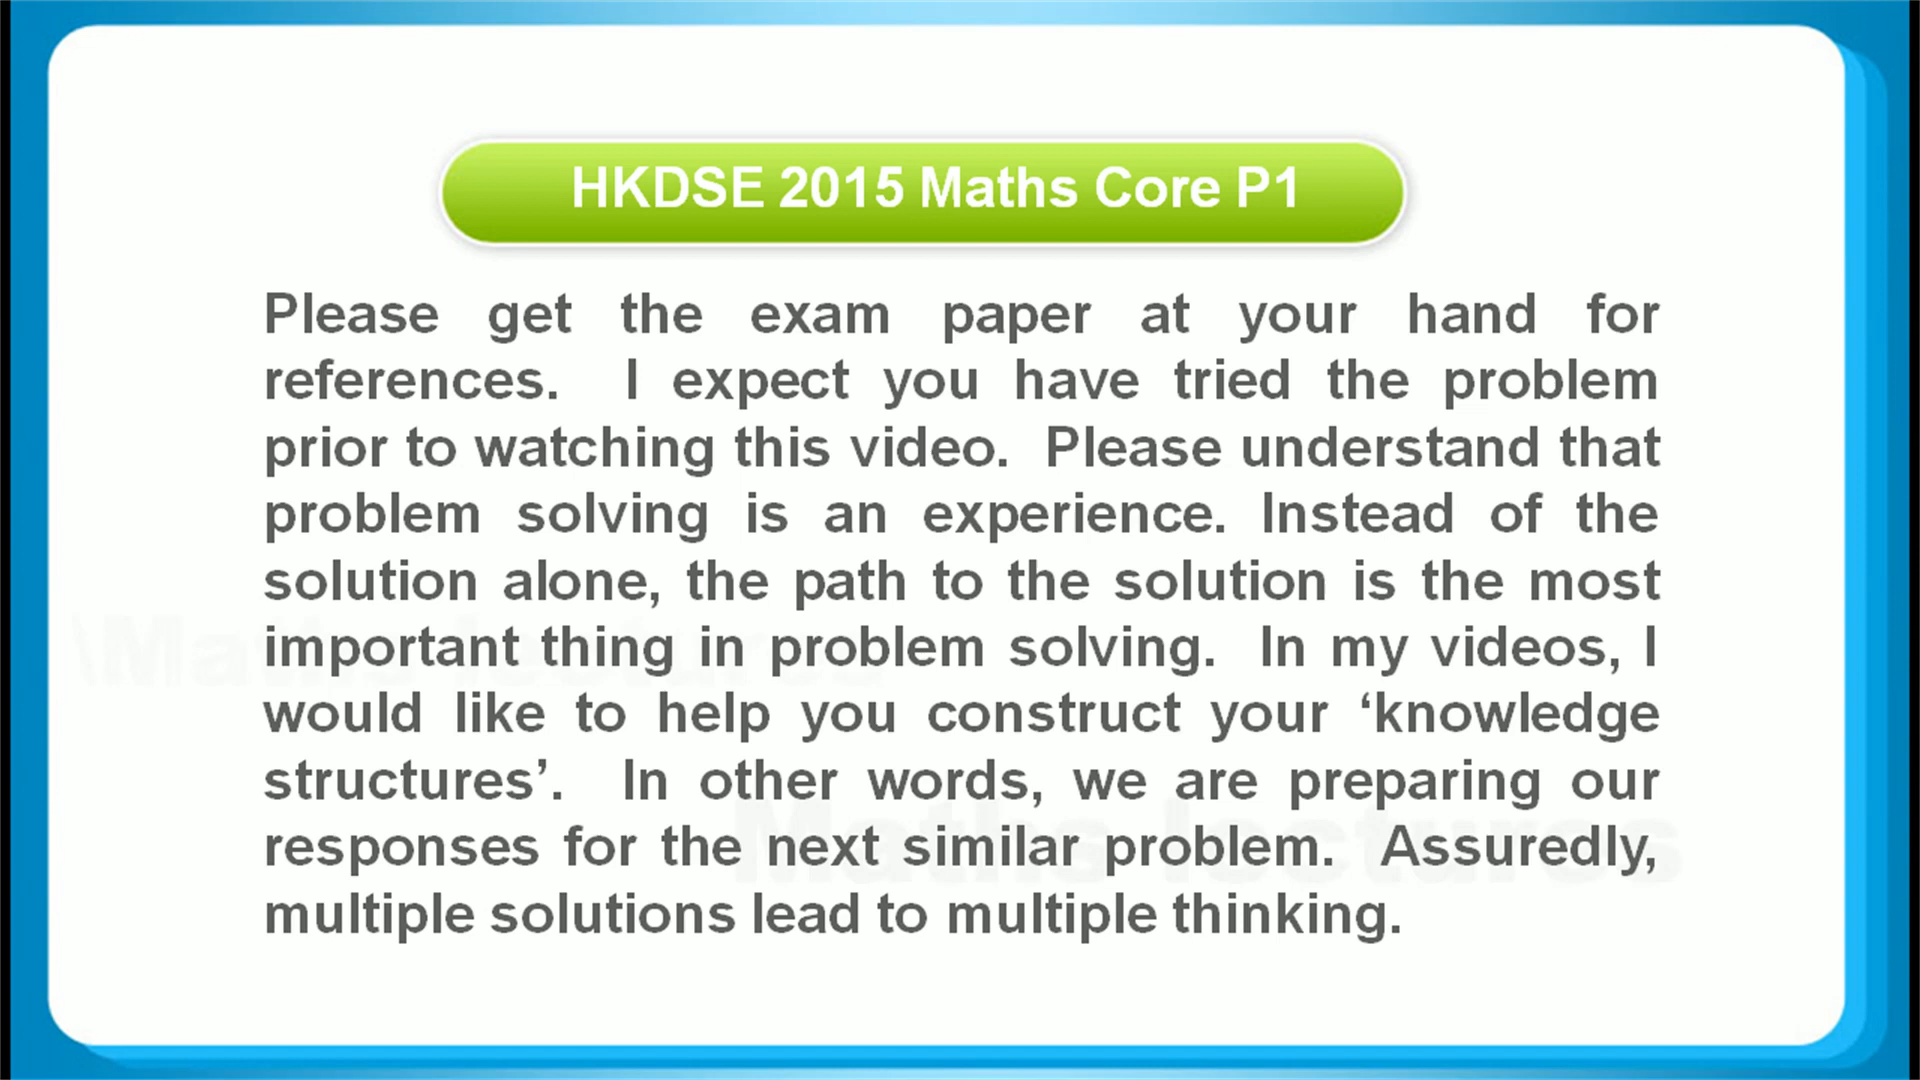 HKDSE 2015 Maths Core P1
Please get the exam paper at your hand for
references. I expect you have tried the problem
prior to watching this video. Please understand that
problem solving is an experience. Instead of the
solution alone, the path to the solution is the most
important thing in problem solving. In my videos, I
would like to help you construct your ‘knowledge
structures’. In other words, we are preparing our
responses for the next similar problem. Assuredly,
multiple solutions lead to multiple thinking.
\Maths lectures
Maths lectures